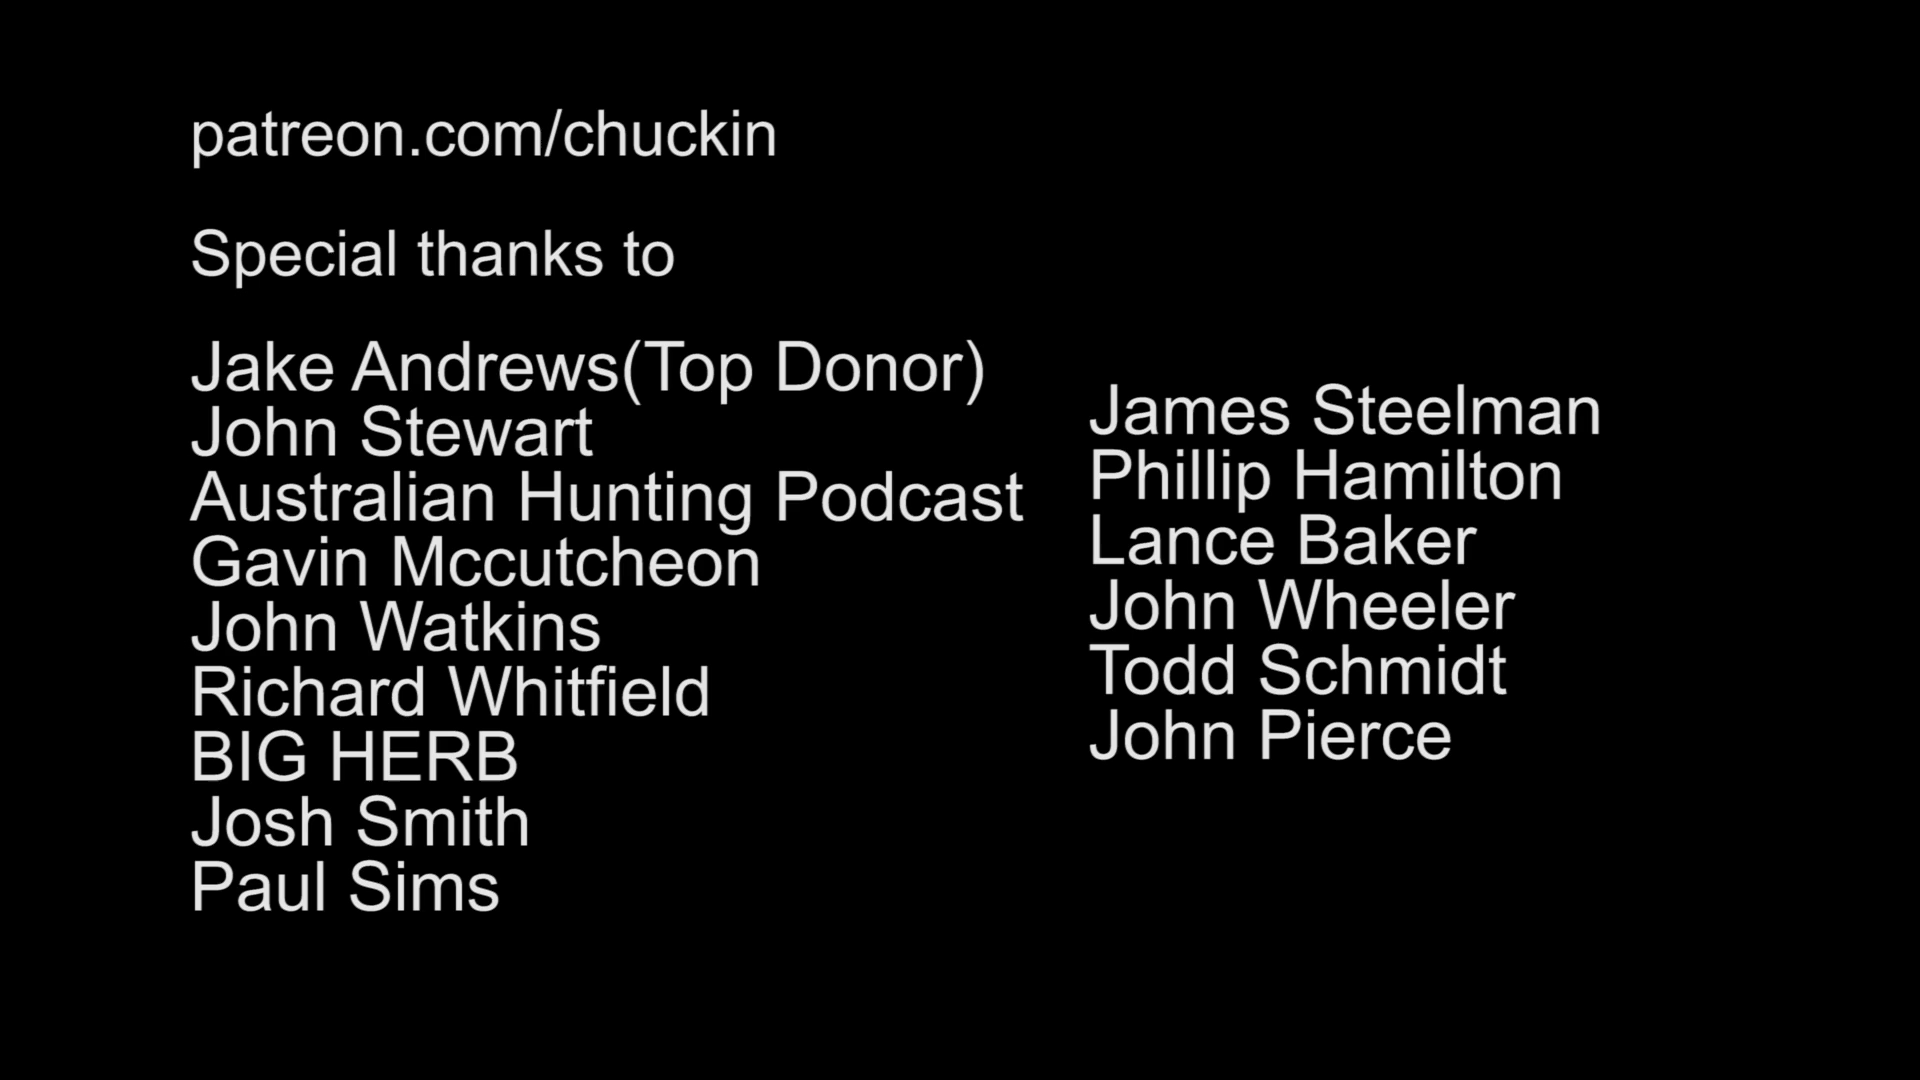 patreon.com/chuckin
Special thanks to
Jake Andrews(Top Donor)
John Stewart
Australian Hunting Podcast
Gavin Mccutcheon
John Watkins
Richard Whitfield
BIG HERB
Josh Smith
Paul Sims
James Steelman
Phillip Hamilton
Lance Baker
John Wheeler
Todd Schmidt
John Pierce